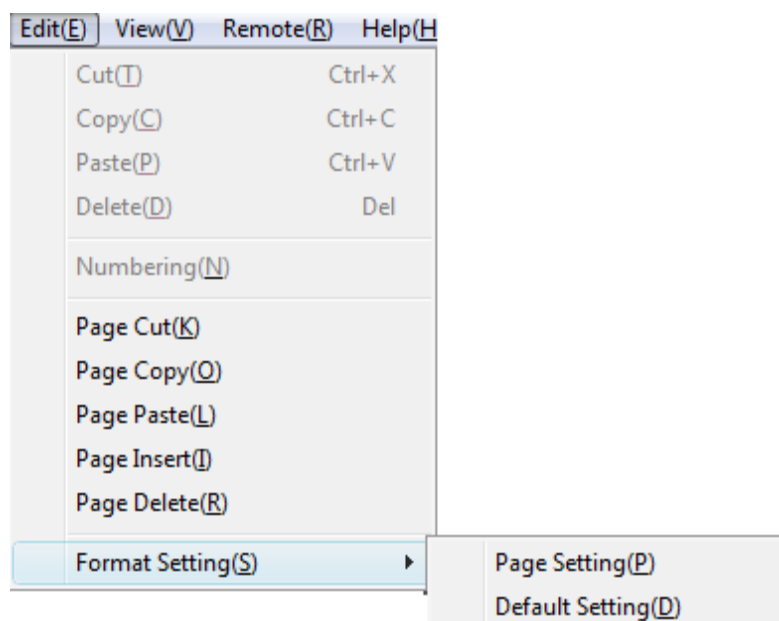 Edit(E) View(V) Remote(R) Help(H
Cut(T) Ctrl+X
Copy(C) Ctrl+C
Paste(P) Ctrl+V
Delete(D) Del
Numbering(N)
Page Cut(K)
Page Copy(O)
Page Paste(L)
Page Insert(I)
Page Delete(R)
Format Setting(S)
Page Setting(P)
Default Setting(D)